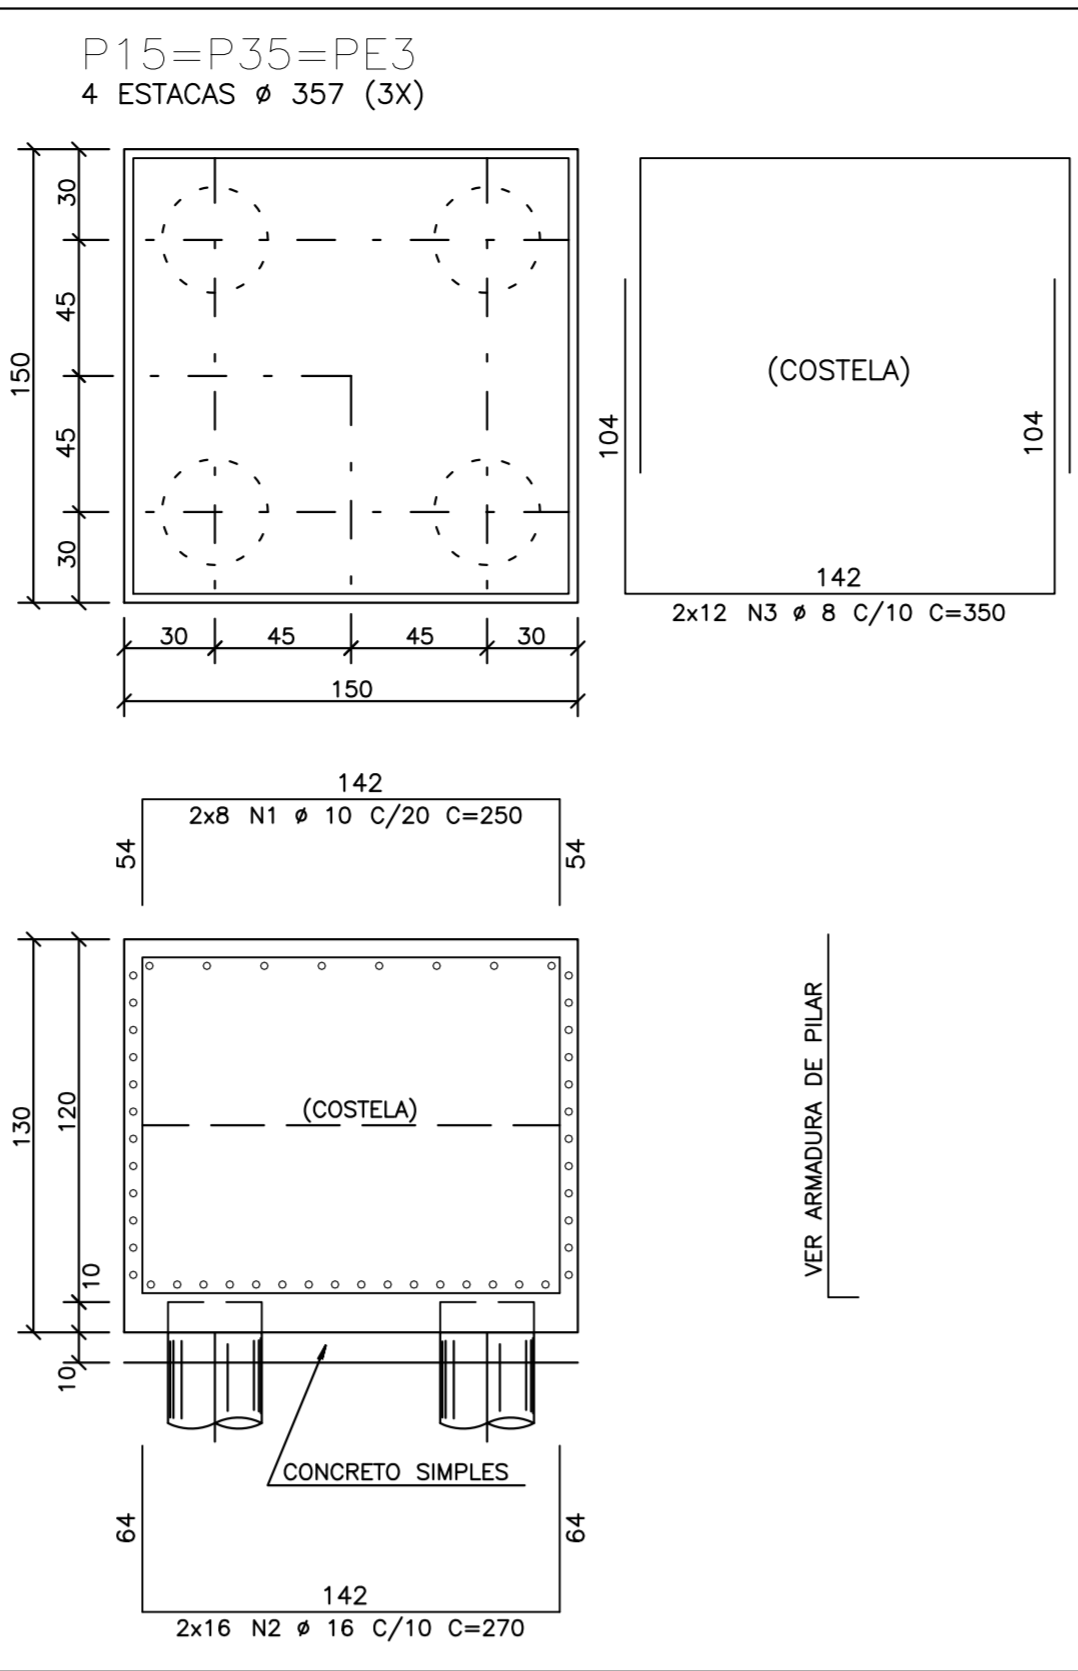 P15=P35=PE3
4 ESTACAS ø 357 (3X)
30
45
150
45
30
30 45 45 30
150
(COSTELA)
104
104
142
2x12 N3 ø 8 C/10 C=350
142
2x8 N1 ø 10 C/20 C=250
54
54
130
120
10
10
(COSTELA)
VER ARMADURA DE PILAR
CONCRETO SIMPLES
64
64
142
2x16 N2 ø 16 C/10 C=270